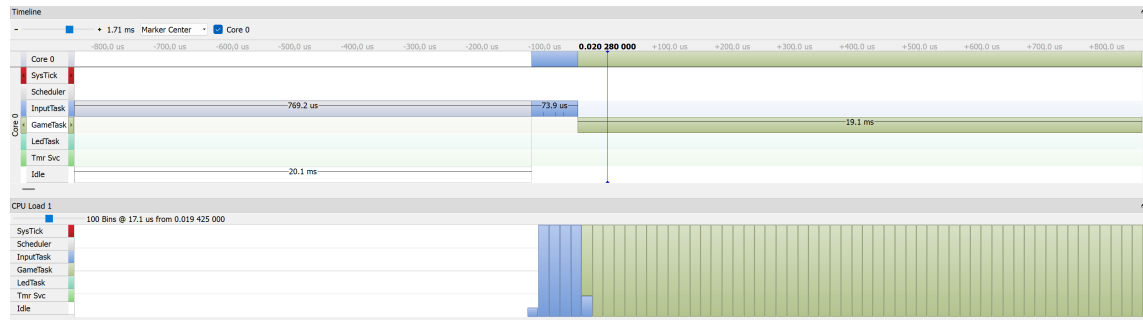 Timeline
- + 1.71 ms Marker Center Core 0
-800,0 us -700,0 us -600,0 us -500,0 us -400,0 us -300,0 us -200,0 us -100,0 us 0.020 280 000 +100,0 us +200,0 us +300,0 us +400,0 us +500,0 us +600,0 us +700,0 us +800,0 us
Core 0
Core 0
SysTick
Scheduler
InputTask 769.2 us 73.9 us
GameTask 19.1 ms
LedTask
Tmr Svc
Idle 20.1 ms
CPU Load 1
100 Bins @ 17.1 us from 0.019 425 000
SysTick
Scheduler
InputTask
GameTask
LedTask
Tmr Svc
Idle